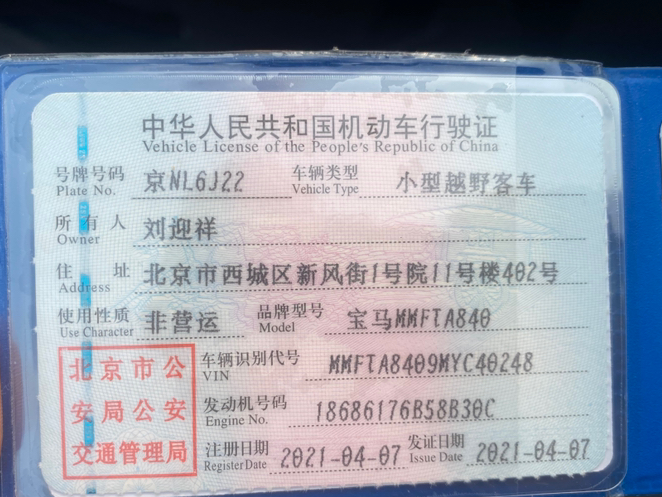 中华人民共和国机动车行驶证
Vehicle License of the People's Republic of China
号牌号码 京NL6J22 车辆类型 小型越野客车
Plate No. Vehicle Type
所有人 刘迎祥
Owner
住址 北京市西城区新风街1号院11号楼402号
Address
使用性质 非营运 品牌型号 宝马MMFTA840
Use Character Model
车辆识别代号 MMFTA8409MYC40248
VIN
发动机号码 18686176B58B30C
Engine No.
注册日期 2021-04-07 发证日期 2021-04-07
Register Date Issue Date
北京市公
安局公安
交通管理局